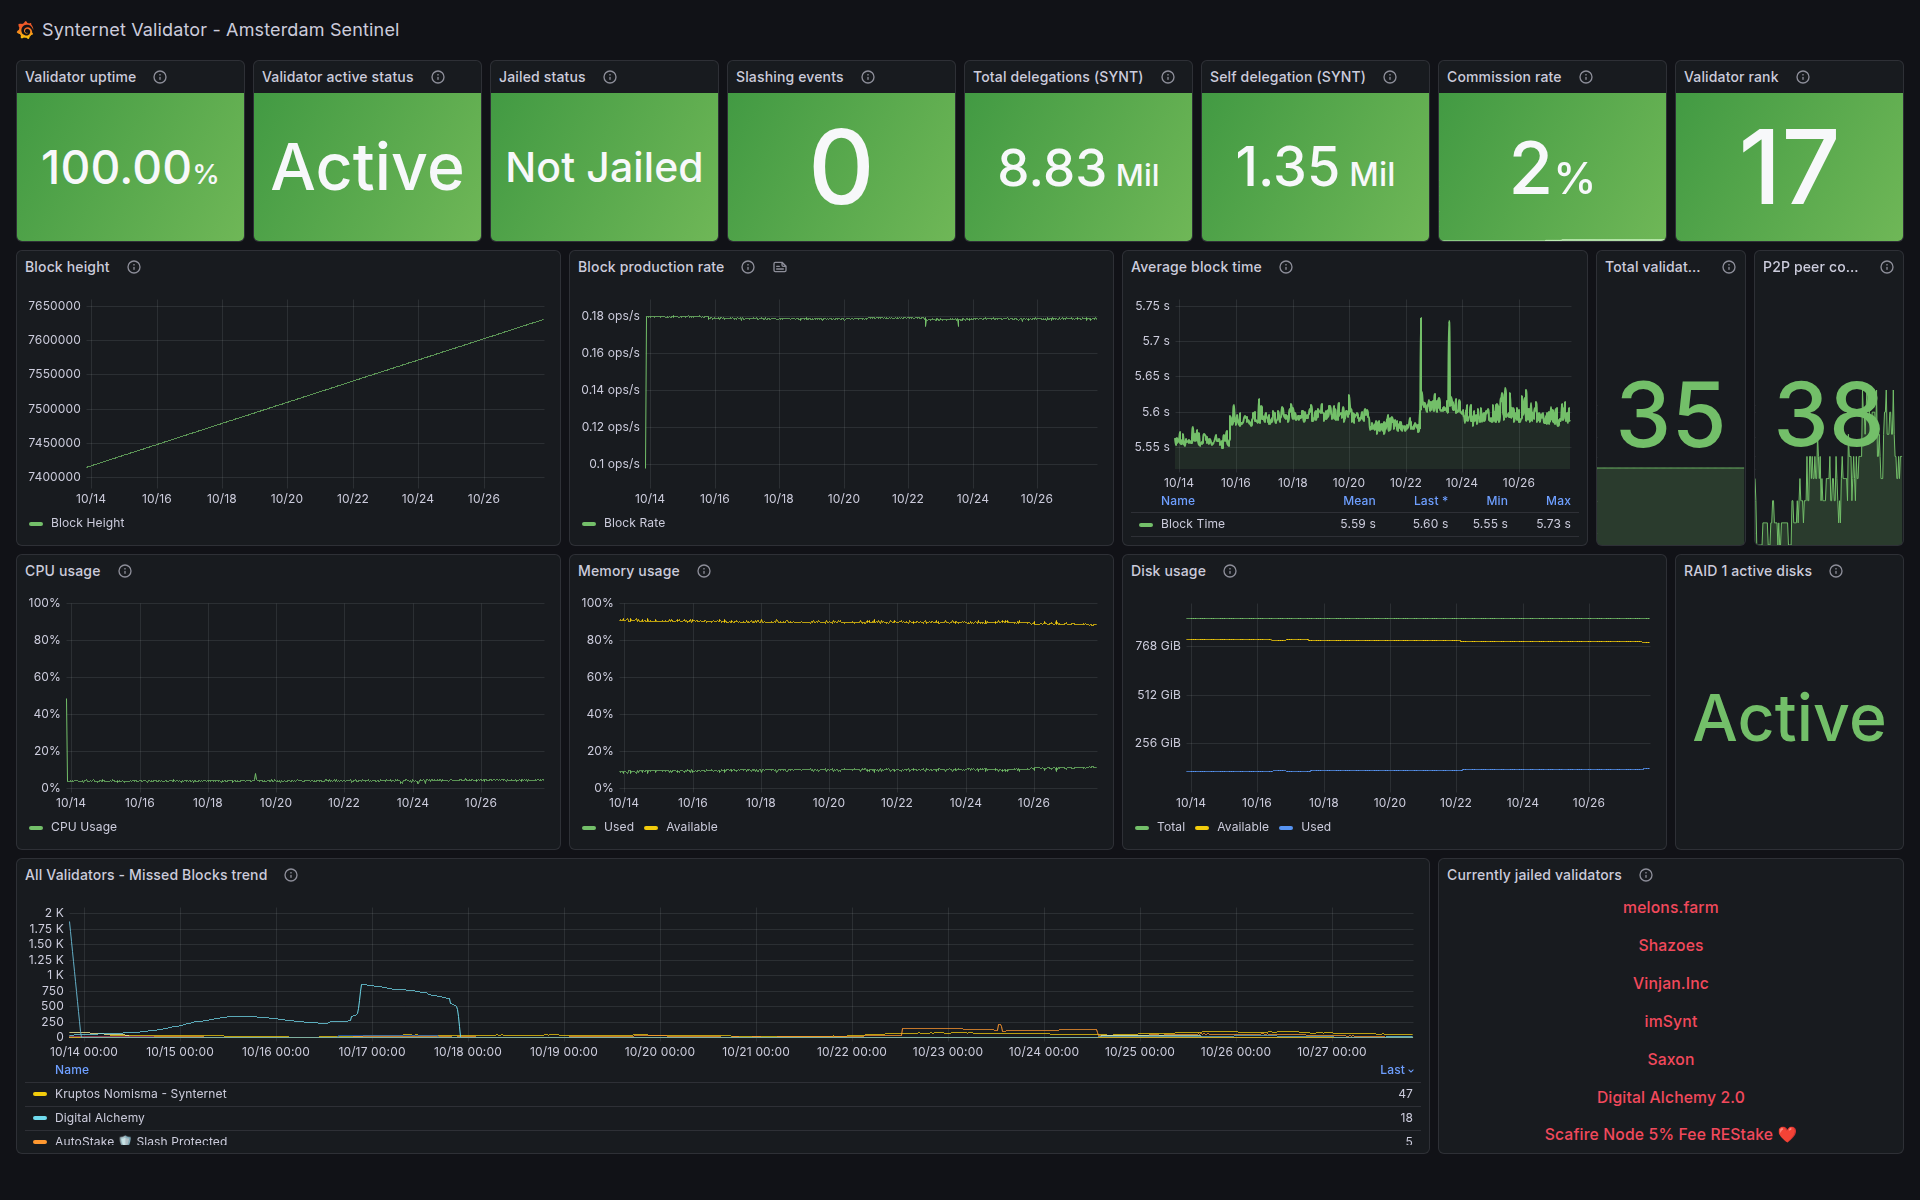 Synternet Validator - Amsterdam Sentinel
Validator uptime
Validator active status
Jailed status
Slashing events
Total delegations (SYNT)
Self delegation (SYNT)
Commission rate
Validator rank
100.00%
Active
Not Jailed
0
8.83 Mil
1.35 Mil
2%
17
Block height
7650000
7600000
7550000
7500000
7450000
7400000
10/14 10/16 10/18 10/20 10/22 10/24 10/26
Block Height
Block production rate
0.18 ops/s
0.16 ops/s
0.14 ops/s
0.12 ops/s
0.1 ops/s
10/14 10/16 10/18 10/20 10/22 10/24 10/26
Block Rate
Average block time
5.75 s
5.7 s
5.65 s
5.6 s
5.55 s
10/14 10/16 10/18 10/20 10/22 10/24 10/26
Name Mean Last * Min Max
Block Time 5.59 s 5.60 s 5.55 s 5.73 s
Total validat...
35
P2P peer co...
38
CPU usage
100%
80%
60%
40%
20%
0%
10/14 10/16 10/18 10/20 10/22 10/24 10/26
CPU Usage
Memory usage
100%
80%
60%
40%
20%
0%
10/14 10/16 10/18 10/20 10/22 10/24 10/26
Used Available
Disk usage
768 GiB
512 GiB
256 GiB
10/14 10/16 10/18 10/20 10/22 10/24 10/26
Total Available Used
RAID 1 active disks
Active
All Validators - Missed Blocks trend
2 K
1.75 K
1.50 K
1.25 K
1 K
750
500
250
0
10/14 00:00 10/15 00:00 10/16 00:00 10/17 00:00 10/18 00:00 10/19 00:00 10/20 00:00 10/21 00:00 10/22 00:00 10/23 00:00 10/24 00:00 10/25 00:00 10/26 00:00 10/27 00:00
Name Last
Kruptos Nomisma - Synternet 47
Digital Alchemy 18
AutoStake 🛡️ Slash Protected 5
Currently jailed validators
melons.farm
Shazoes
Vinjan.Inc
imSynt
Saxon
Digital Alchemy 2.0
Scafire Node 5% Fee REStake ❤️